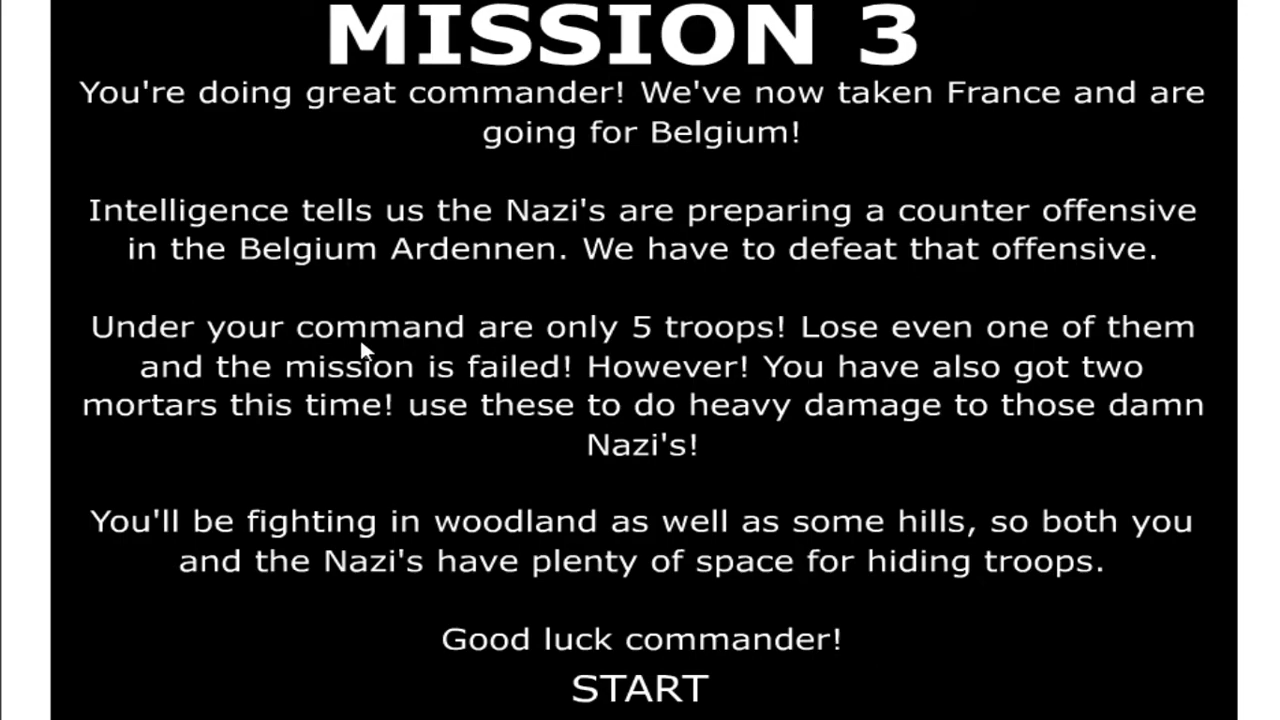 MISSION 3
You're doing great commander! We've now taken France and are
going for Belgium!
Intelligence tells us the Nazi's are preparing a counter offensive
in the Belgium Ardennen. We have to defeat that offensive.
Under your command are only 5 troops! Lose even one of them
and the mission is failed! However! You have also got two
mortars this time! use these to do heavy damage to those damn
Nazi's!
You'll be fighting in woodland as well as some hills, so both you
and the Nazi's have plenty of space for hiding troops.
Good luck commander!
START